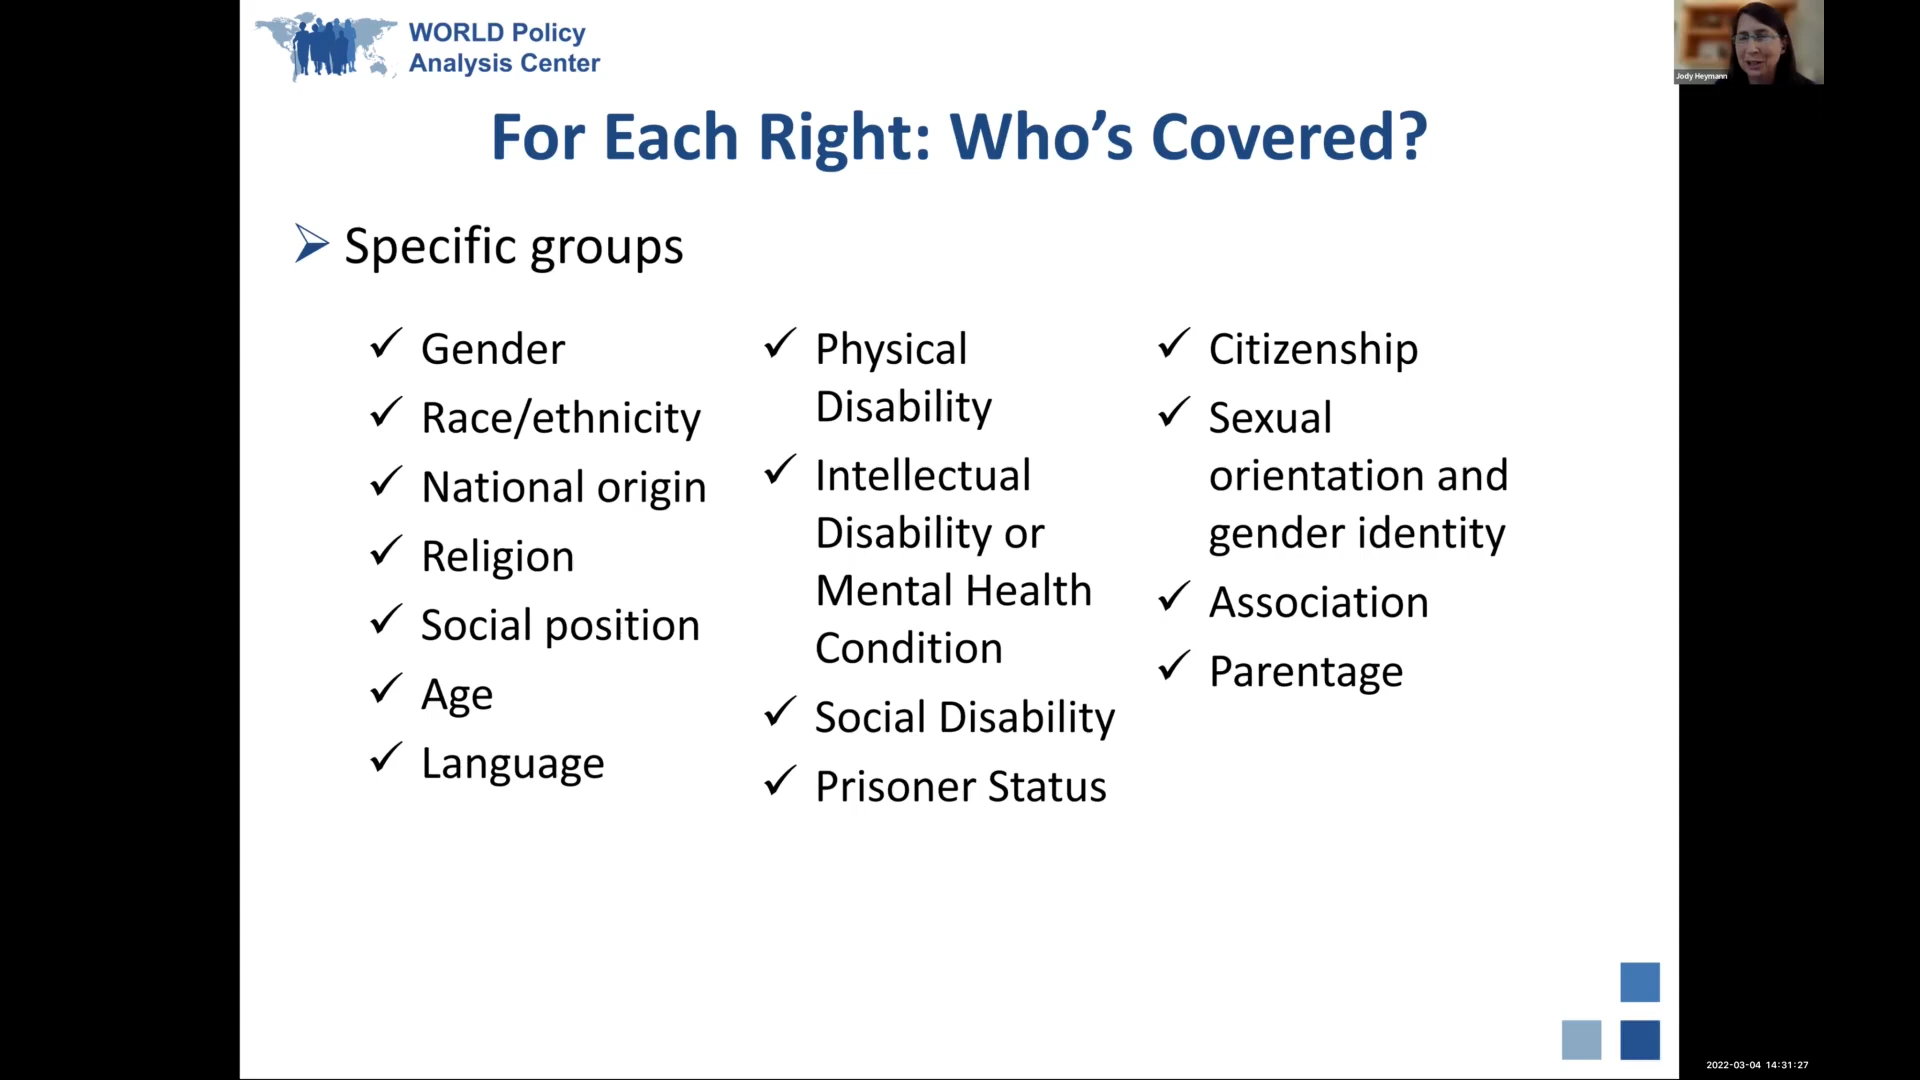 WORLD Policy
Analysis Center
Jody Heymann
For Each Right: Who's Covered?
Specific groups
Gender
Race/ethnicity
National origin
Religion
Social position
Age
Language
Physical
Disability
Intellectual
Disability or
Mental Health
Condition
Social Disability
Prisoner Status
Citizenship
Sexual
orientation and
gender identity
Association
Parentage
2022-03-04 14:31:27